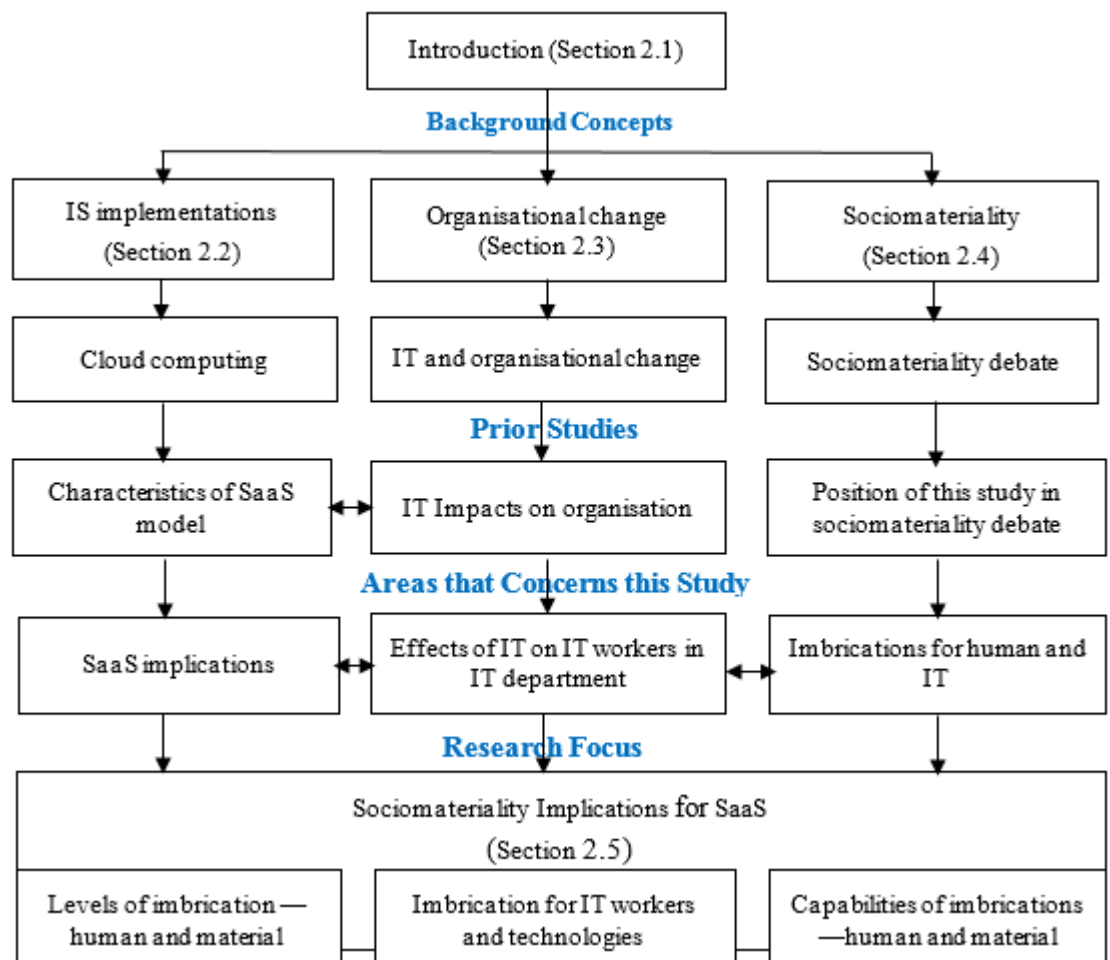 Introduction (Section 2.1)
Background Concepts
IS implementations
(Section 2.2)
Organisational change
(Section 2.3)
Sociomateriality
(Section 2.4)
Cloud computing
IT and organisational change
Sociomateriality debate
Prior Studies
Characteristics of SaaS
model
IT Impacts on organisation
Position of this study in
sociomateriality debate
Areas that Concerns this Study
SaaS implications
Effects of IT on IT workers in
IT department
Imbrications for human and
IT
Research Focus
Sociomateriality Implications for SaaS
(Section 2.5)
Levels of imbrication —
human and material
Imbrication for IT workers
and technologies
Capabilities of imbrications
—human and material